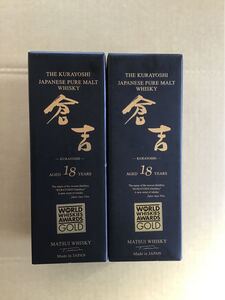 THE KURAYOSHI
JAPANESE PURE MALT
WHISKY
倉吉
— KURAYOSHI —
AGED 18 YEARS
WORLD
WHISKIES
AWARDS
GOLD
MATSUI WHISKY
Made in JAPAN
THE KURAYOSHI
JAPANESE PURE MALT
WHISKY
倉吉
— KURAYOSHI —
AGED 18 YEARS
WORLD
WHISKIES
AWARDS
GOLD
MATSUI WHISKY
Made in JAPAN